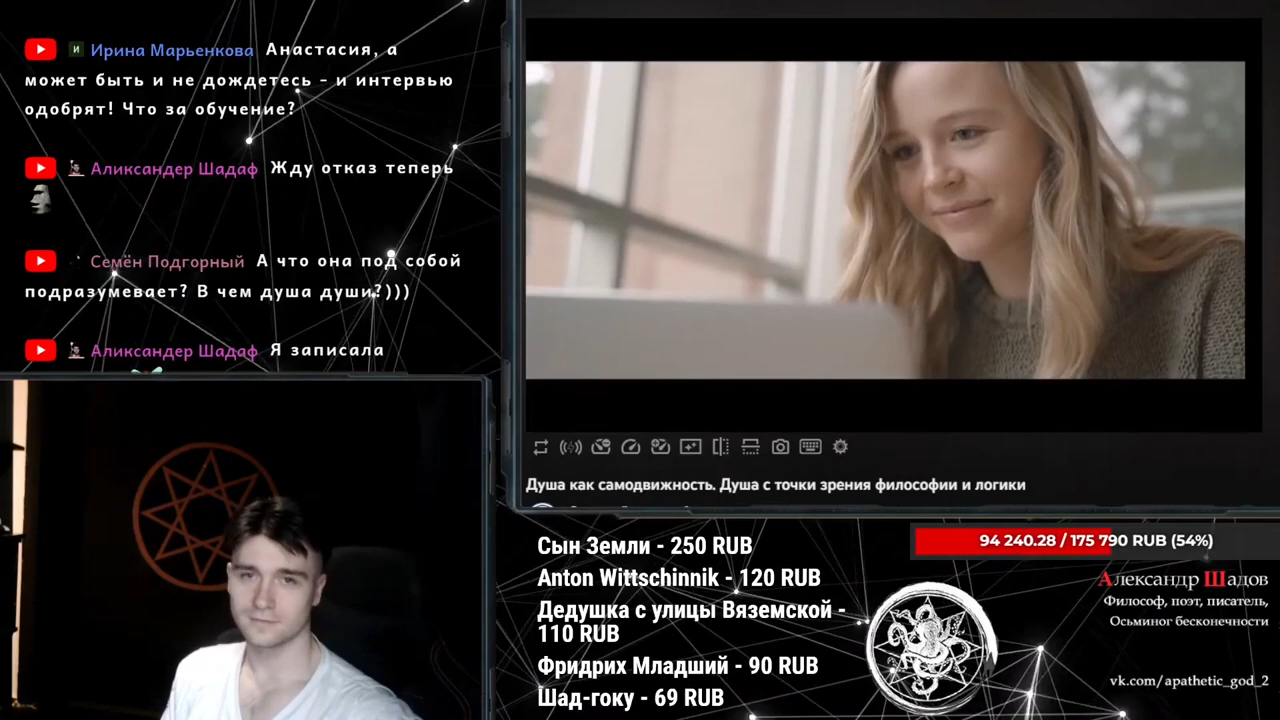 Ирина Марьенкова Анастасия, а
может быть и не дождетесь - и интервью
одобрят! Что за обучение?
Аликсандер Шадаф Жду отказ теперь
Семён Подгорный А что она под собой
подразумевает? В чем душа души?)))
Аликсандер Шадаф Я записала
Душа как самодвижность. Душа с точки зрения философии и логики
Сын Земли - 250 RUB
Anton Wittschinnik - 120 RUB
Дедушка с улицы Вяземской -
110 RUB
Фридрих Младший - 90 RUB
Шад-гоку - 69 RUB
94 240.28 / 175 790 RUB (54%)
Александр Шадов
Философ, поэт, писатель,
Осьминог бесконечности
vk.com/apathetic_god_2